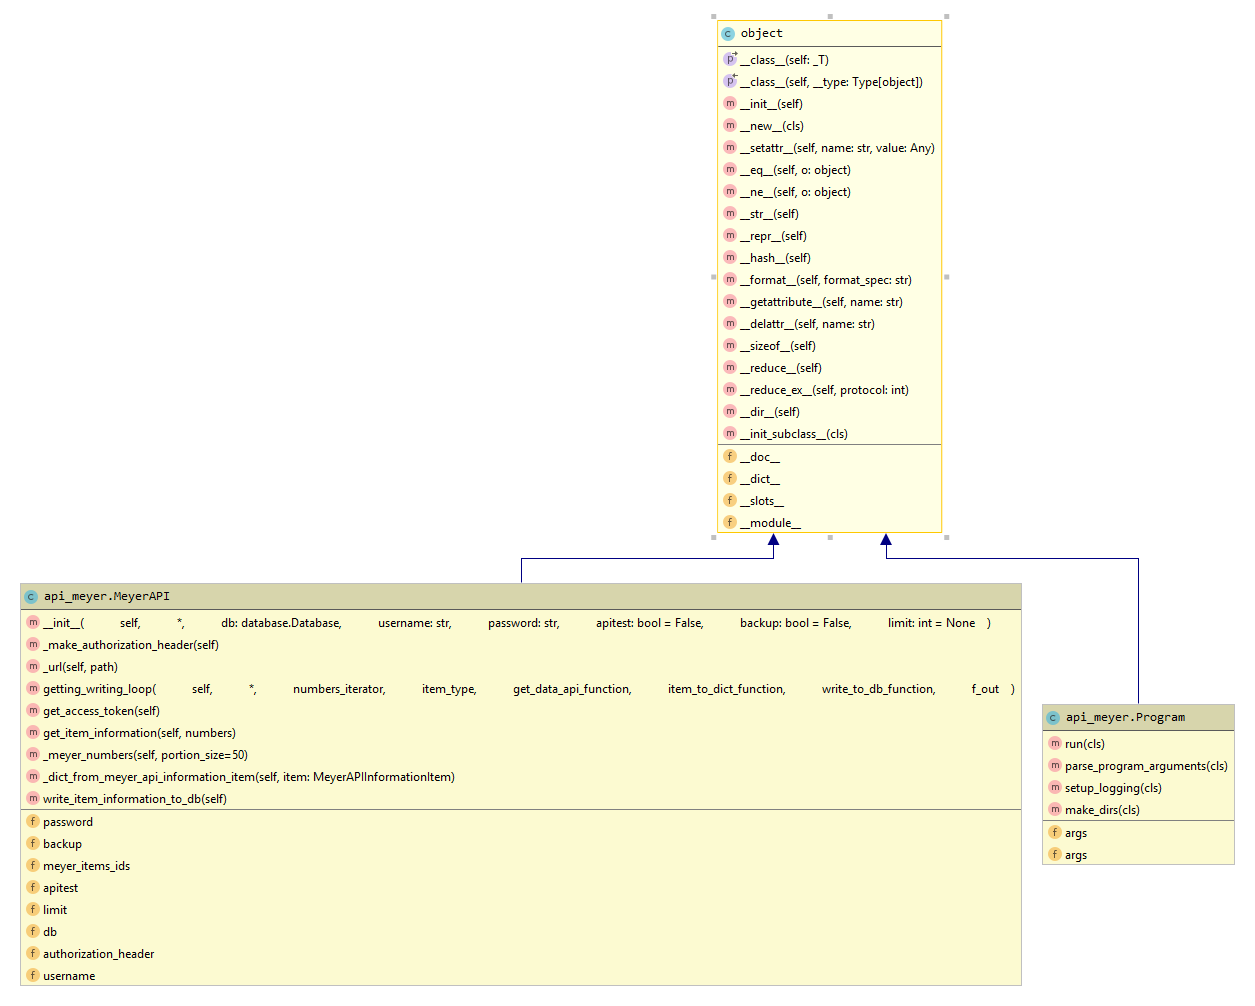 c object
p __class__(self: _T)
p __class__(self, __type: Type[object])
m __init__(self)
m __new__(cls)
m __setattr__(self, name: str, value: Any)
m __eq__(self, o: object)
m __ne__(self, o: object)
m __str__(self)
m __repr__(self)
m __hash__(self)
m __format__(self, format_spec: str)
m __getattribute__(self, name: str)
m __delattr__(self, name: str)
m __sizeof__(self)
m __reduce__(self)
m __reduce_ex__(self, protocol: int)
m __dir__(self)
m __init_subclass__(cls)
f __doc__
f __dict__
f __slots__
f __module__
c api_meyer.MeyerAPI
m __init__( self, *, db: database.Database, username: str, password: str, apitest: bool = False, backup: bool = False, limit: int = None )
m _make_authorization_header(self)
m _url(self, path)
m getting_writing_loop( self, *, numbers_iterator, item_type, get_data_api_function, item_to_dict_function, write_to_db_function, f_out )
m get_access_token(self)
m get_item_information(self, numbers)
m _meyer_numbers(self, portion_size=50)
m _dict_from_meyer_api_information_item(self, item: MeyerAPIInformationItem)
m write_item_information_to_db(self)
f password
f backup
f meyer_items_ids
f apitest
f limit
f db
f authorization_header
f username
c api_meyer.Program
m run(cls)
m parse_program_arguments(cls)
m setup_logging(cls)
m make_dirs(cls)
f args
f args